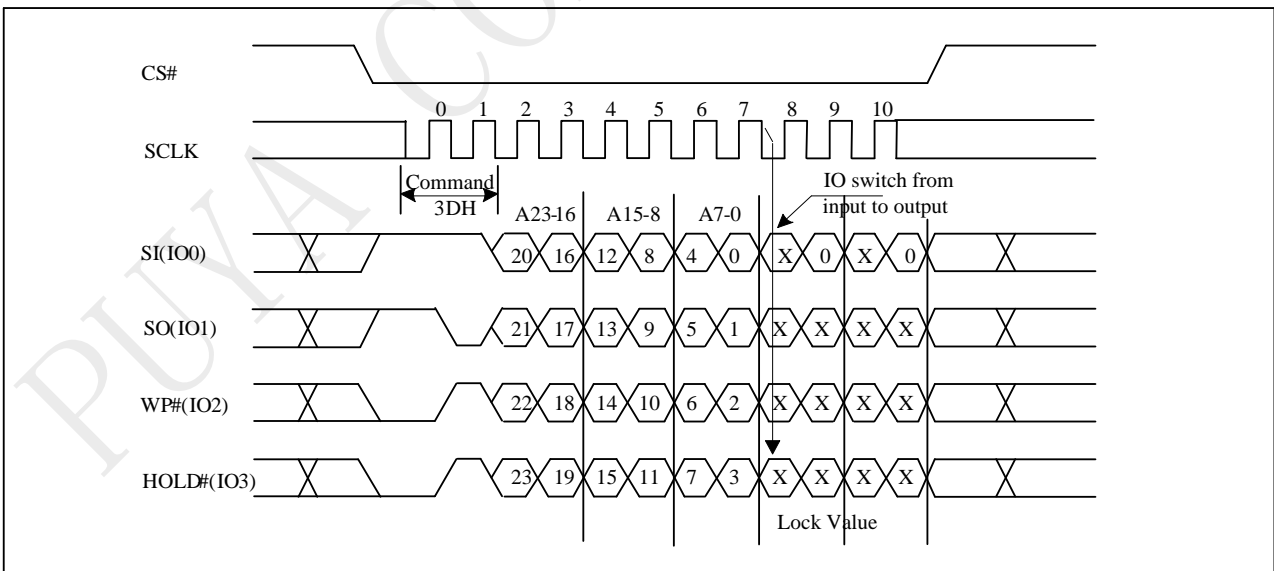 CS#
0 1 2 3 4 5 6 7 8 9 10
SCLK
Command
3DH
IO switch from
input to output
A23-16 A15-8 A7-0
SI(IO0) 20 16 12 8 4 0 X 0 X 0
SO(IO1) 21 17 13 9 5 1 X X X X
WP#(IO2) 22 18 14 10 6 2 X X X X
HOLD#(IO3) 23 19 15 11 7 3 X X X X
Lock Value
PUYA CO